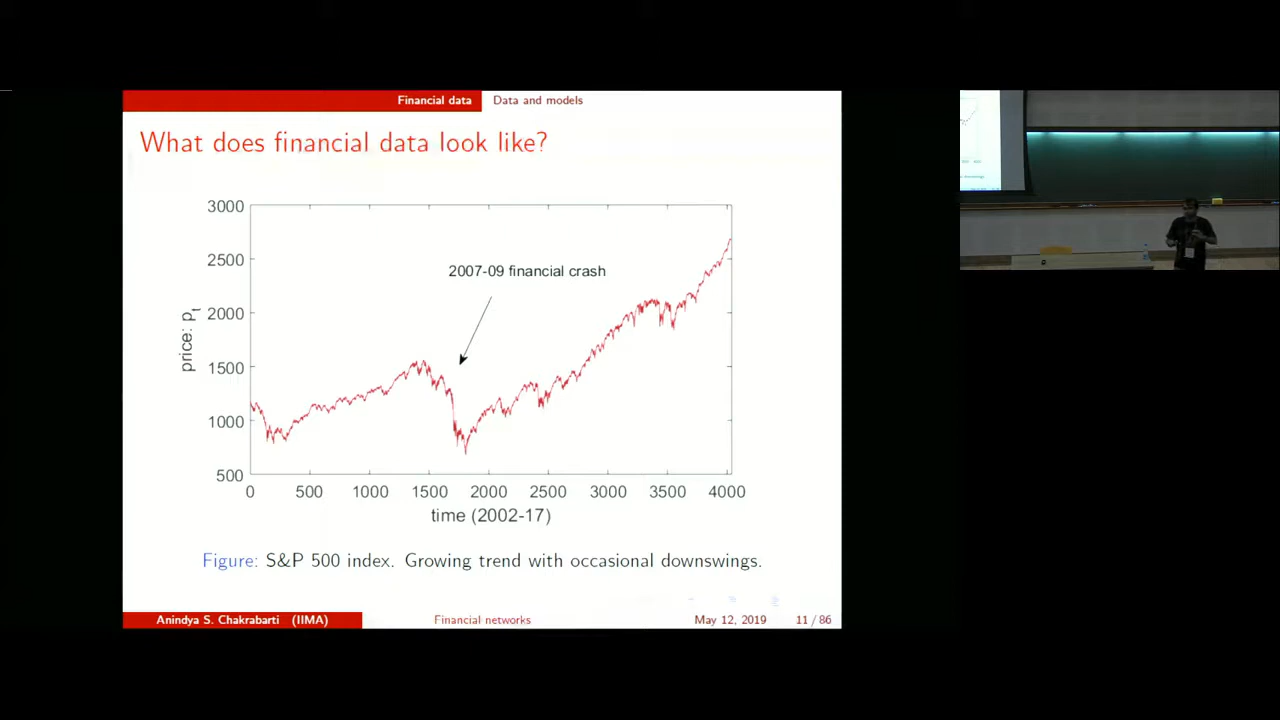 Financial data Data and models
What does financial data look like?
3000
2500
2000
1500
1000
500
price: pt
2007-09 financial crash
0 500 1000 1500 2000 2500 3000 3500 4000
time (2002-17)
Figure: S&P 500 index. Growing trend with occasional downswings.
Anindya S. Chakrabarti (IIMA) Financial networks May 12, 2019 11 / 86